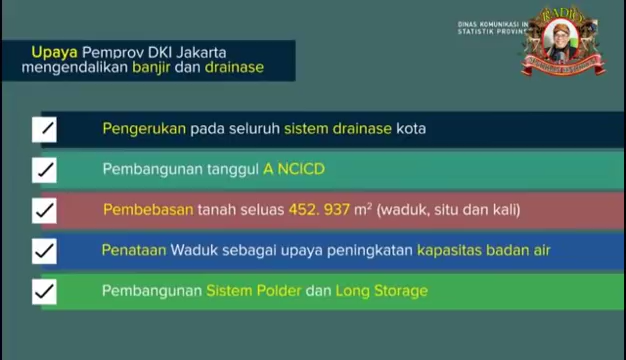 DINAS KOMUNIKASI IN
STATISTIK PROVIN
RADIO
Upaya Pemprov DKI Jakarta
mengendalikan banjir dan drainase
Pengerukan pada seluruh sistem drainase kota
Pembangunan tanggul A NCICD
Pembebasan tanah seluas 452. 937 m² (waduk, situ dan kali)
Penataan Waduk sebagai upaya peningkatan kapasitas badan air
Pembangunan Sistem Polder dan Long Storage